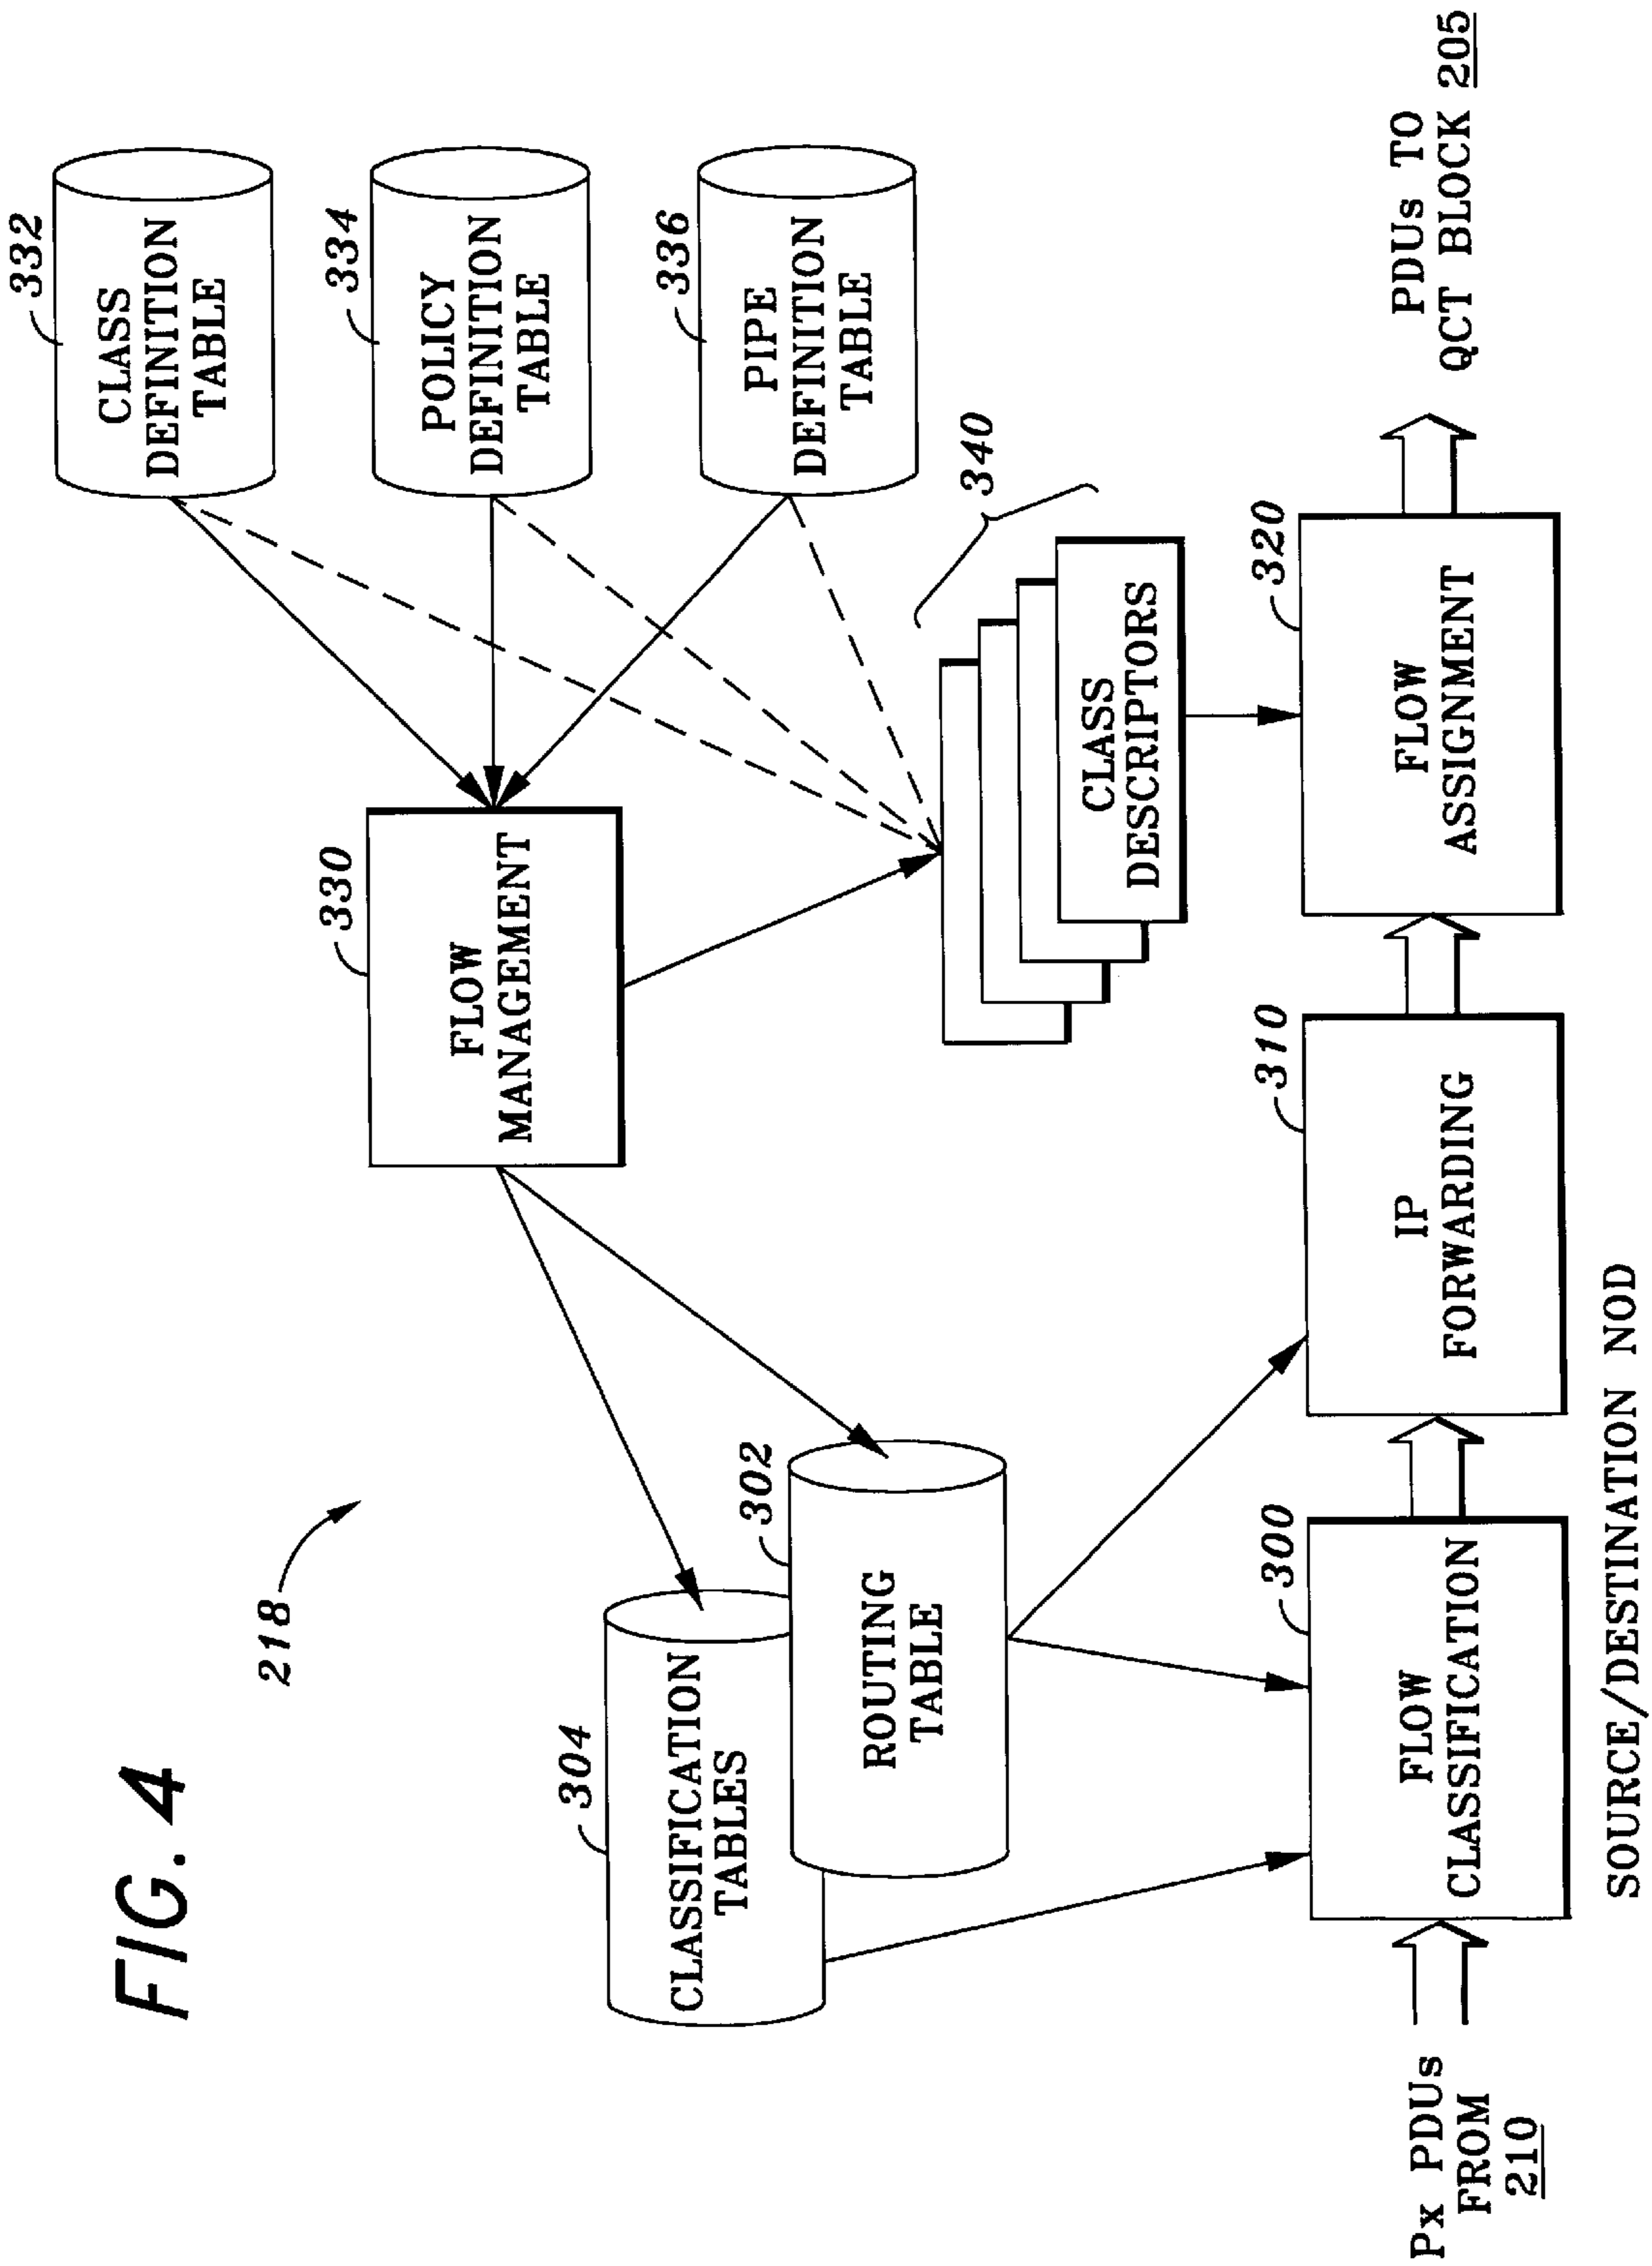 FIG. 4
218
332
CLASS
DEFINITION
TABLE
334
POLICY
DEFINITION
TABLE
336
PIPE
DEFINITION
TABLE
330
FLOW
MANAGEMENT
304
CLASSIFICATION
TABLES
302
ROUTING
TABLE
340
CLASS
DESCRIPTORS
Px PDUs
FROM
210
300
FLOW
CLASSIFICATION
310
IP
FORWARDING
320
FLOW
ASSIGNMENT
PDUs TO
QCT BLOCK 205
SOURCE/DESTINATION NOD